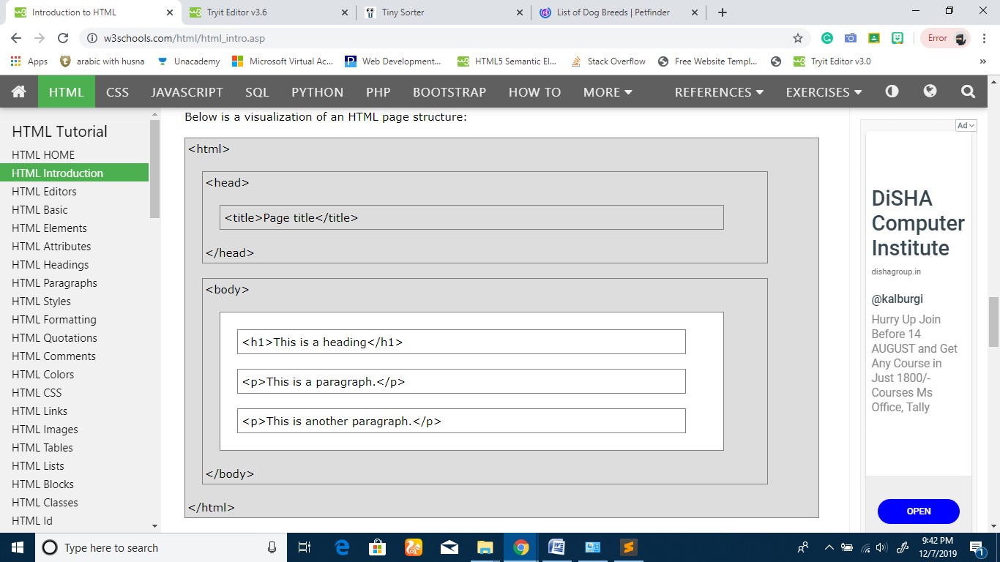 Introduction to HTML
Tryit Editor v3.6
Tiny Sorter
List of Dog Breeds | Petfinder
w3schools.com/html/html_intro.asp
Error
Apps
arabic with husna
Unacademy
Microsoft Virtual Ac...
Web Development...
HTML5 Semantic El...
Stack Overflow
Free Website Templ...
Tryit Editor v3.0
»
HTML
CSS
JAVASCRIPT
SQL
PYTHON
PHP
BOOTSTRAP
HOW TO
MORE
REFERENCES
EXERCISES
HTML Tutorial
HTML HOME
HTML Introduction
HTML Editors
HTML Basic
HTML Elements
HTML Attributes
HTML Headings
HTML Paragraphs
HTML Styles
HTML Formatting
HTML Quotations
HTML Comments
HTML Colors
HTML CSS
HTML Links
HTML Images
HTML Tables
HTML Lists
HTML Blocks
HTML Classes
HTML Id
Below is a visualization of an HTML page structure:
<html>
<head>
<title>Page title</title>
</head>
<body>
<h1>This is a heading</h1>
<p>This is a paragraph.</p>
<p>This is another paragraph.</p>
</body>
</html>
Ad
DiSHA
Computer
Institute
dishagroup.in
@kalburgi
Hurry Up Join
Before 14
AUGUST and Get
Any Course in
Just 1800/-
Courses Ms
Office, Tally
OPEN
Type here to search
9:42 PM
12/7/2019
1